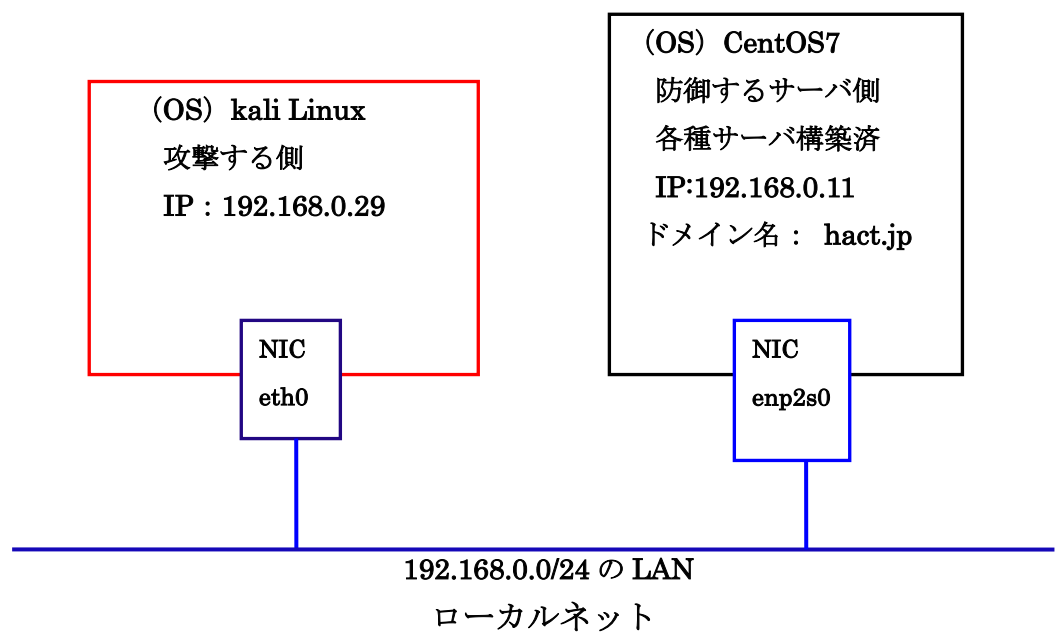 （OS）kali Linux
攻撃する側
IP：192.168.0.29
NIC
eth0
（OS）CentOS7
防御するサーバ側
各種サーバ構築済
IP:192.168.0.11
ドメイン名： hact.jp
NIC
enp2s0
192.168.0.0/24 の LAN
ローカルネット